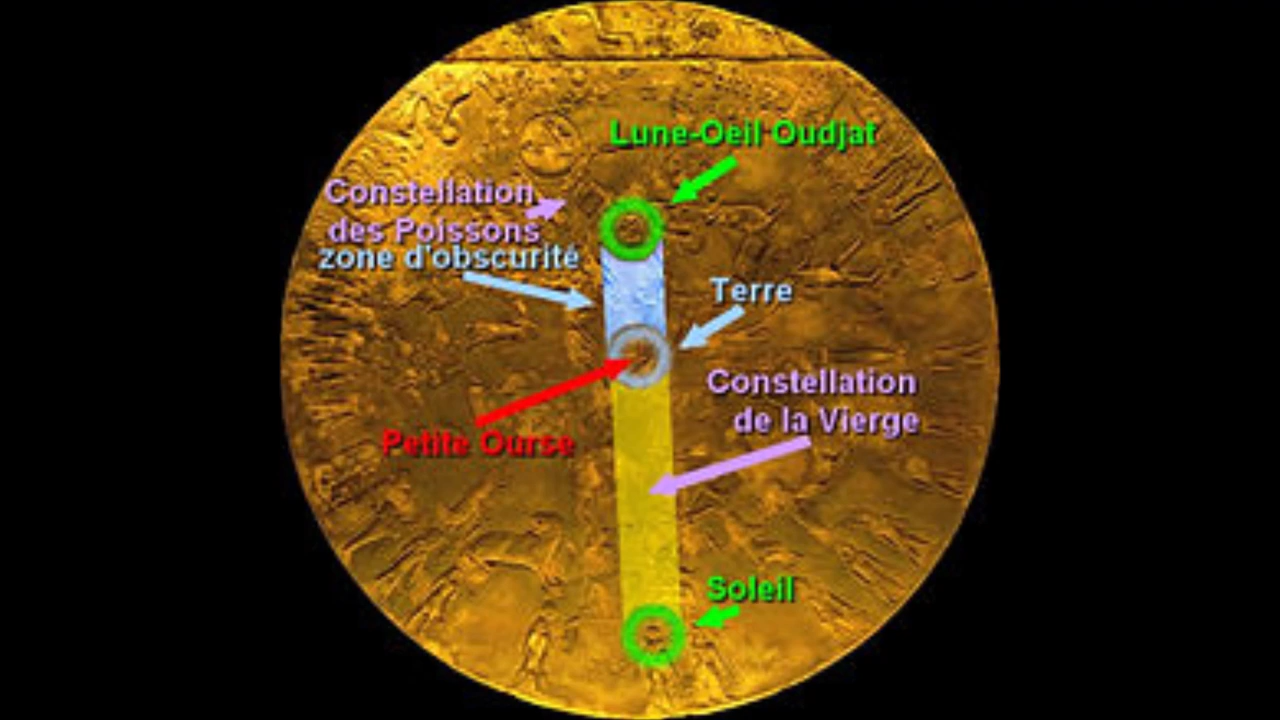 Lune-Oeil Oudjat
Constellation
des Poissons
zone d'obscurité
Terre
Constellation
de la Vierge
Petite Ourse
Soleil